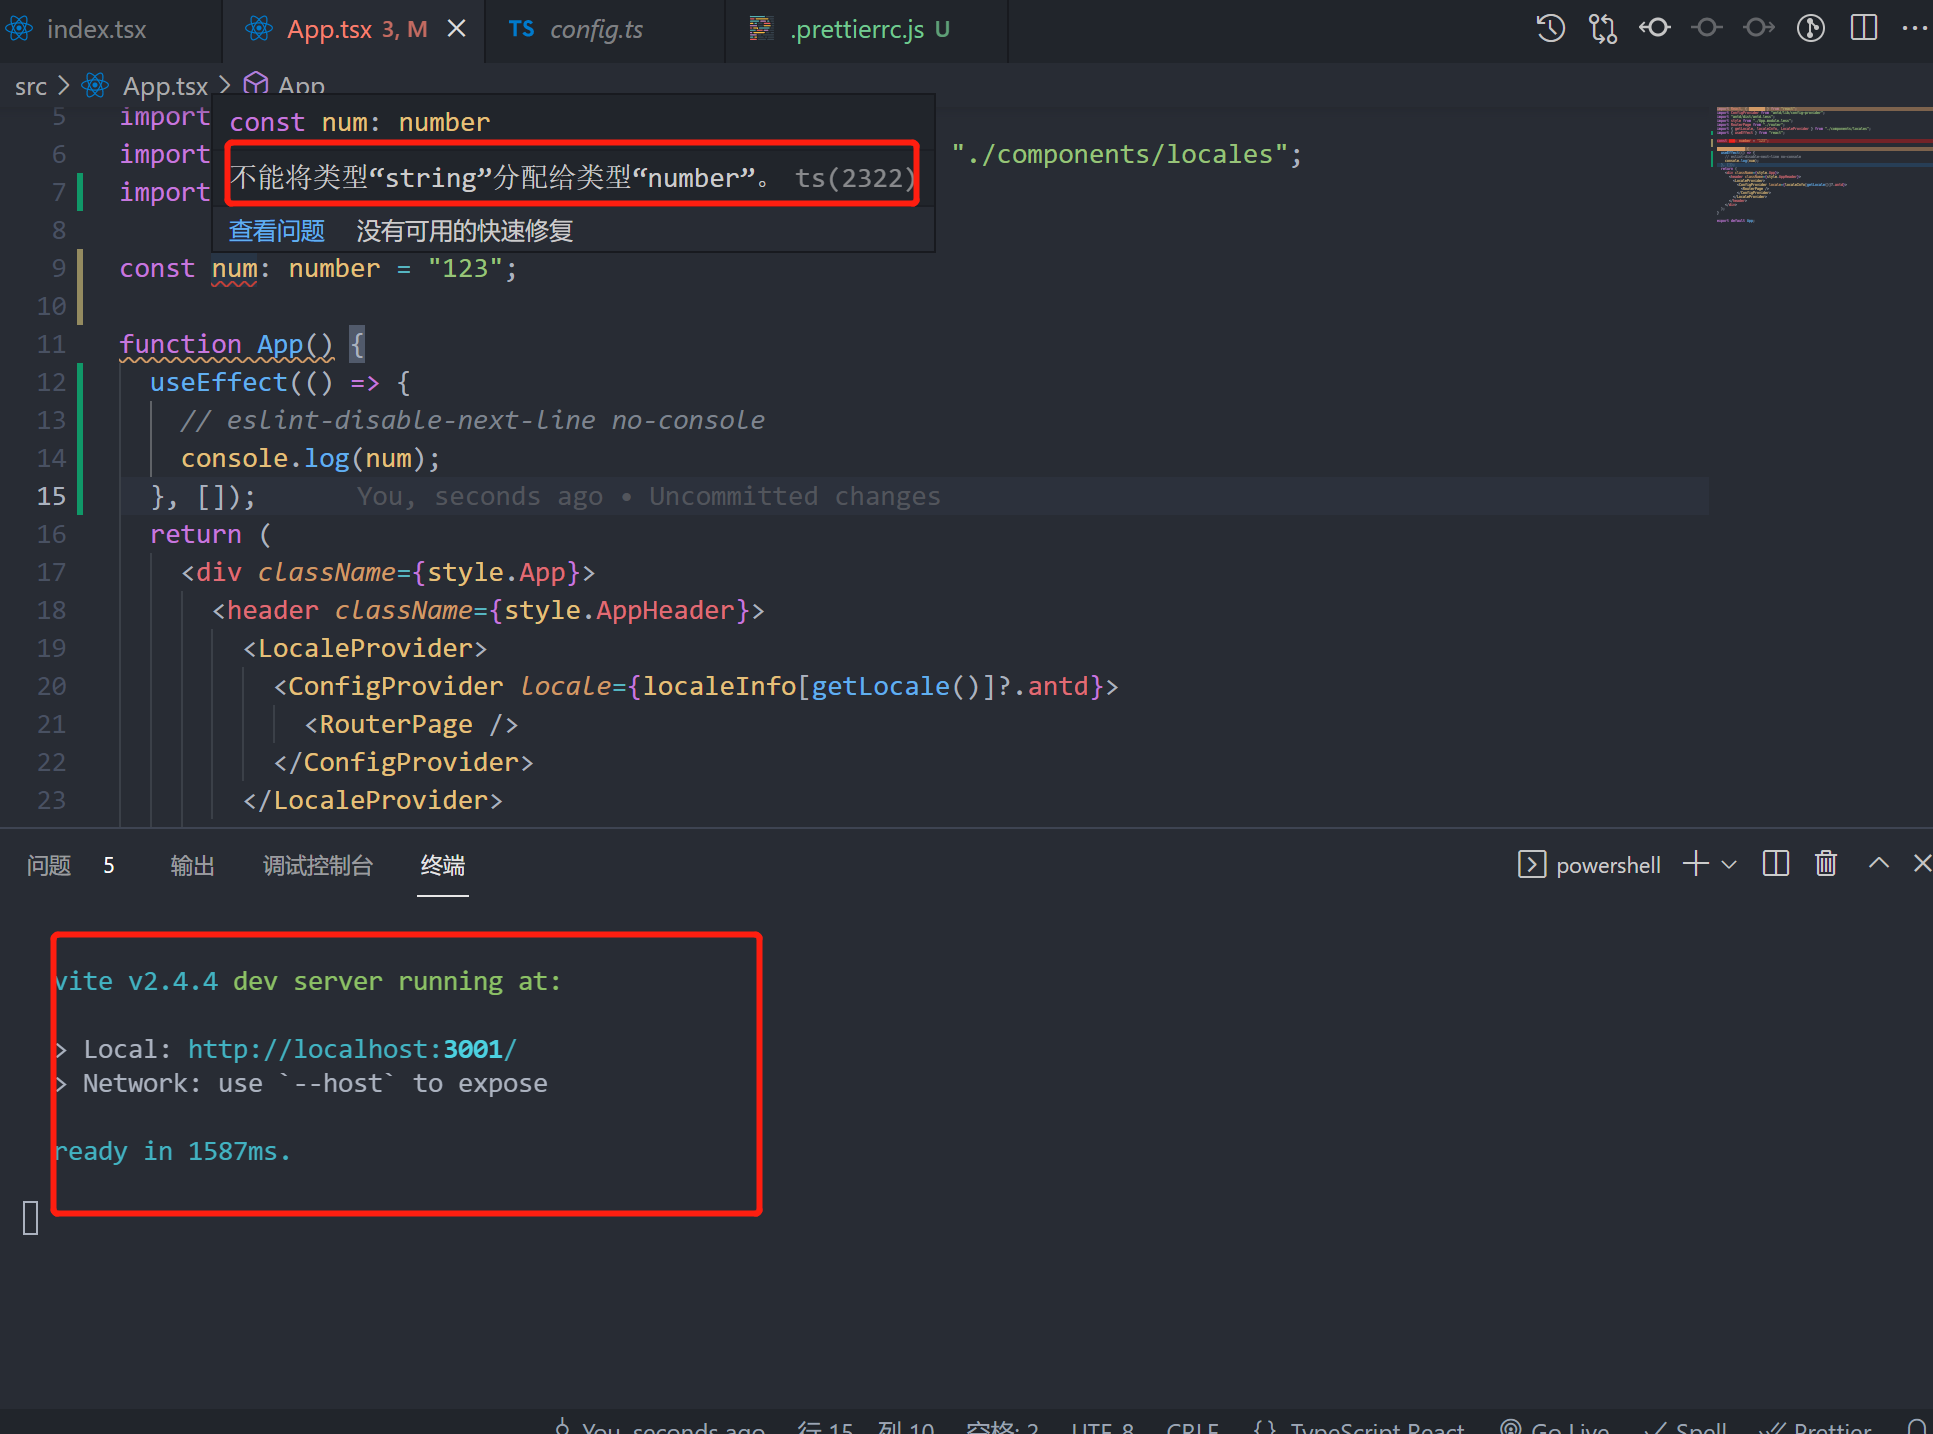 index.tsx
App.tsx 3, M
TS config.ts
.prettierrc.js U
src > App.tsx > App
5 import
const num: number
6 import "./components/locales";
不能将类型“string”分配给类型“number”。 ts(2322)
7 import
查看问题 没有可用的快速修复
8
9 const num: number = "123";
10
11 function App() {
12 useEffect(() => {
13 // eslint-disable-next-line no-console
14 console.log(num);
15 }, []); You, seconds ago • Uncommitted changes
16 return (
17 <div className={style.App}>
18 <header className={style.AppHeader}>
19 <LocaleProvider>
20 <ConfigProvider locale={localeInfo[getLocale()]?.antd}>
21 <RouterPage />
22 </ConfigProvider>
23 </LocaleProvider>
问题 5 输出 调试控制台 终端 powershell
vite v2.4.4 dev server running at:
> Local: http://localhost:3001/
> Network: use `--host` to expose
ready in 1587ms.
You, seconds ago 行 15, 列 10 空格: 2 UTF-8 CRLF {} TypeScript React Go Live Spell Prettier